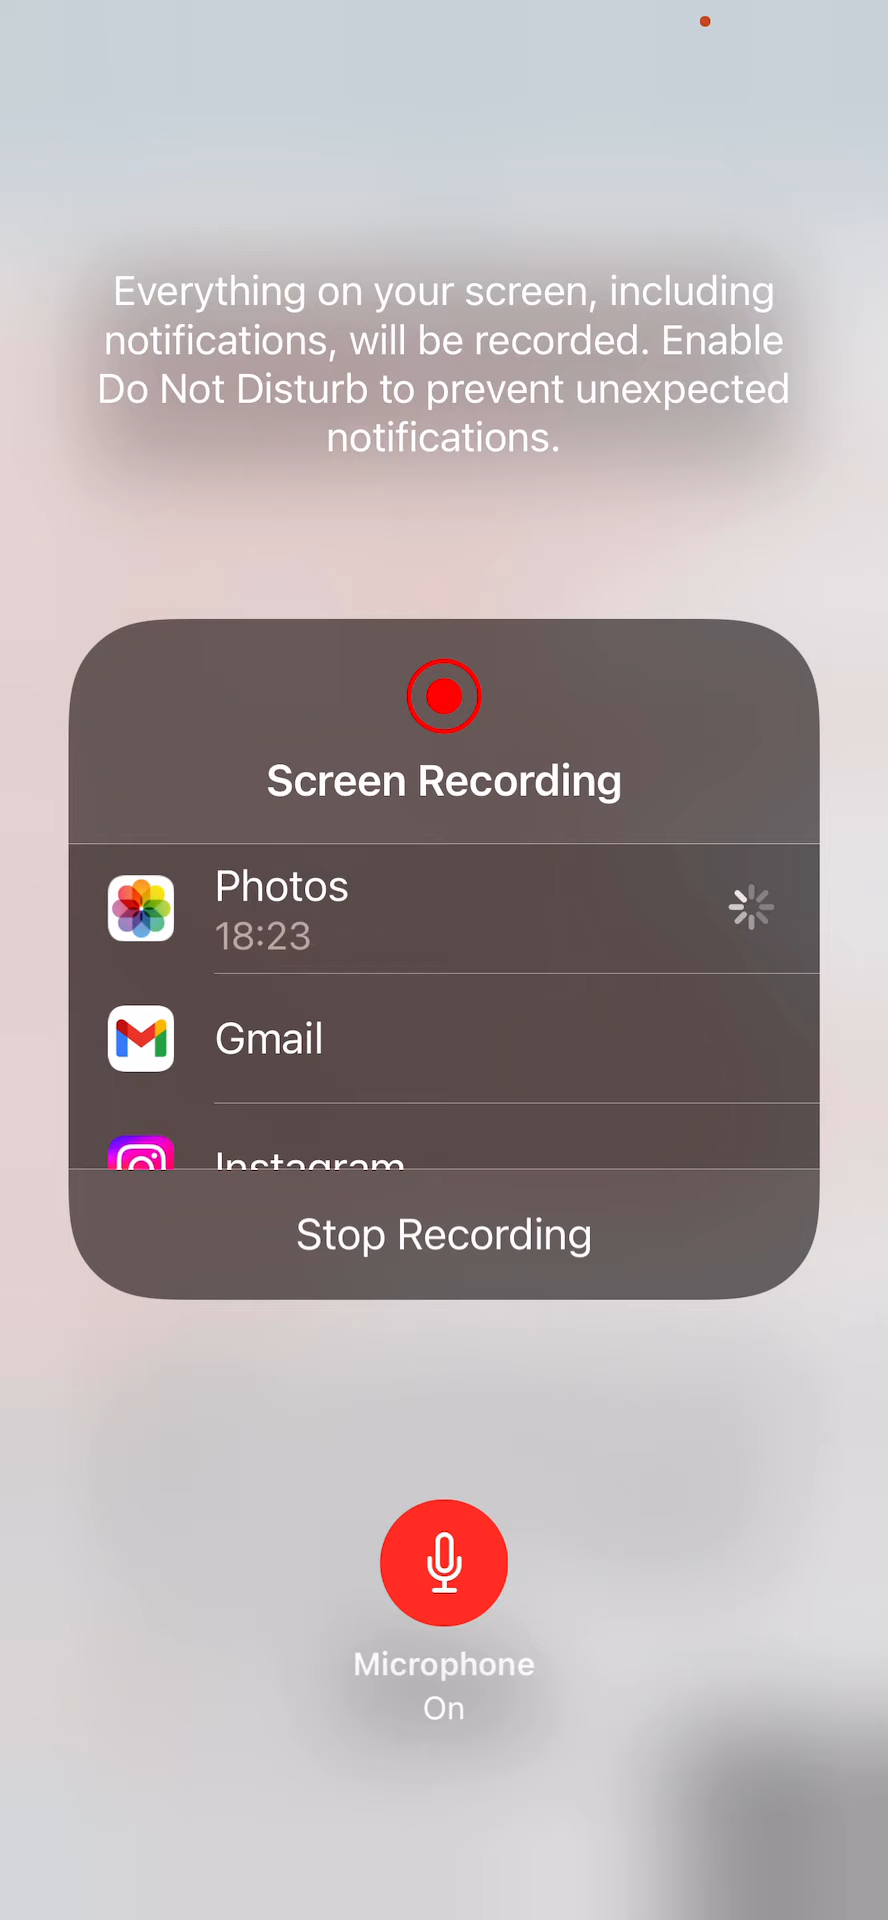 Everything on your screen, including
notifications, will be recorded. Enable
Do Not Disturb to prevent unexpected
notifications.
Screen Recording
Photos
18:23
Gmail
Instagram
Stop Recording
Microphone
On